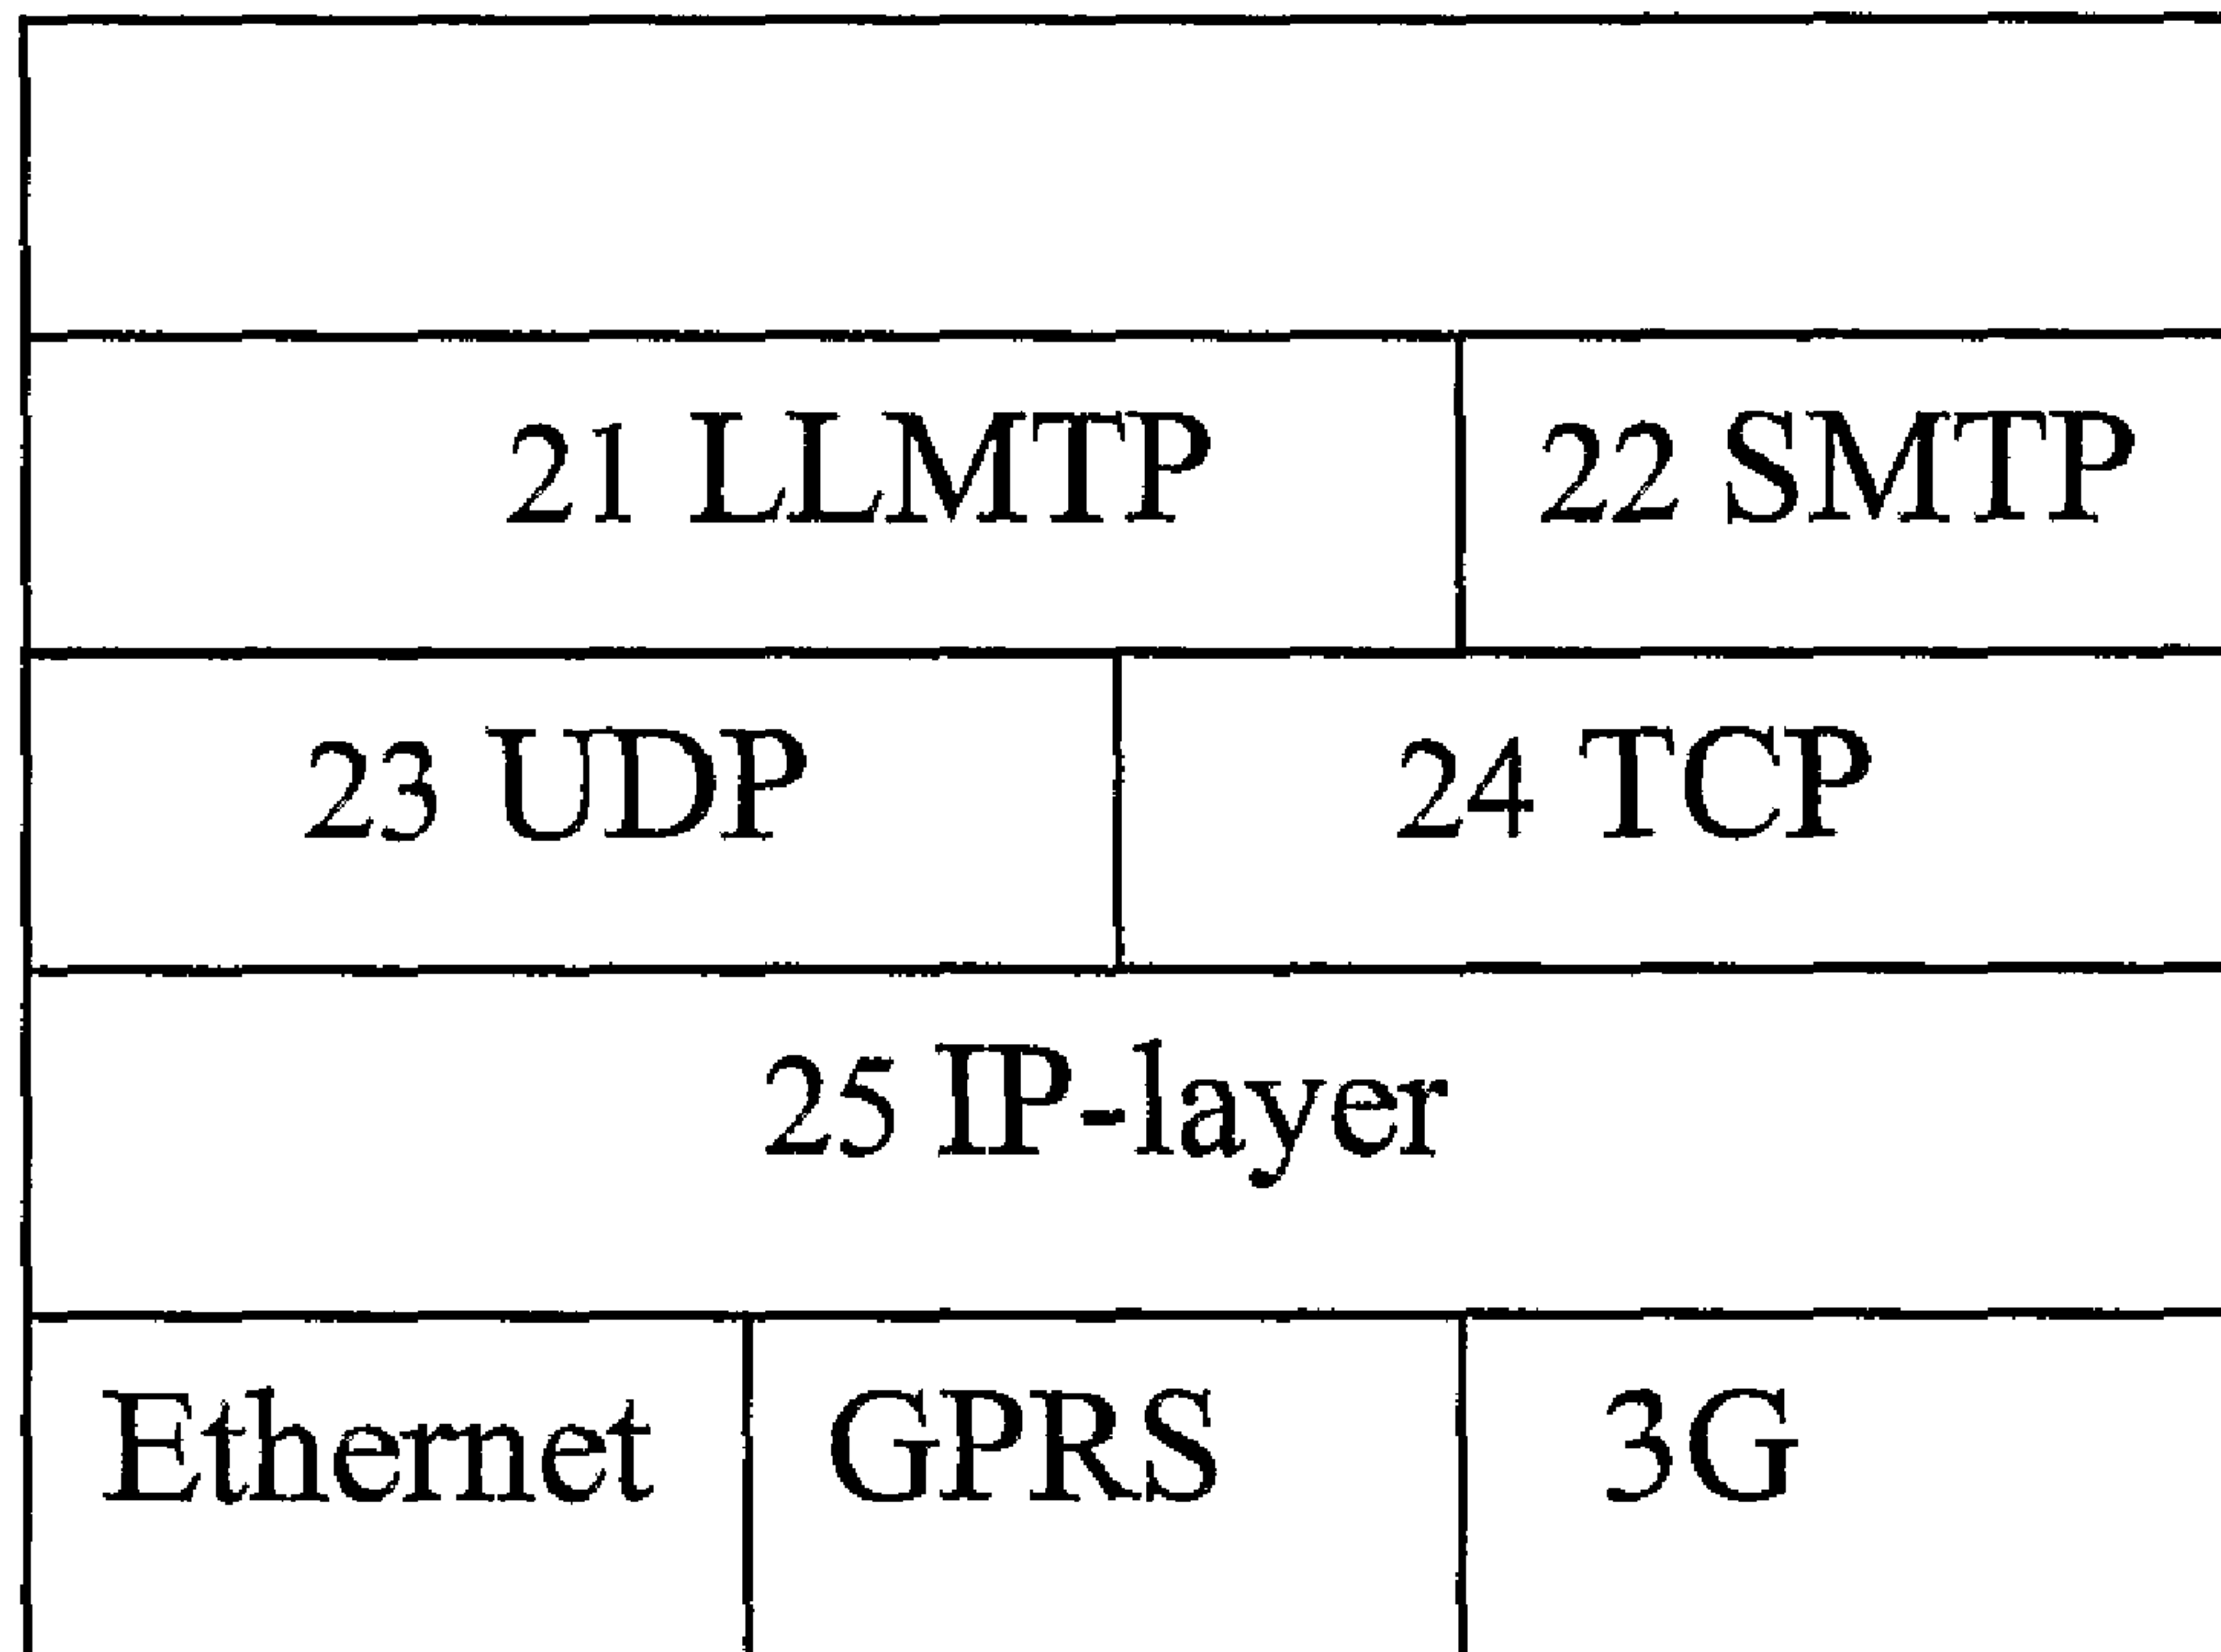 21 LLMTP 22 SMTP
23 UDP 24 TCP
25 IP-layer
Ethernet GPRS 3G